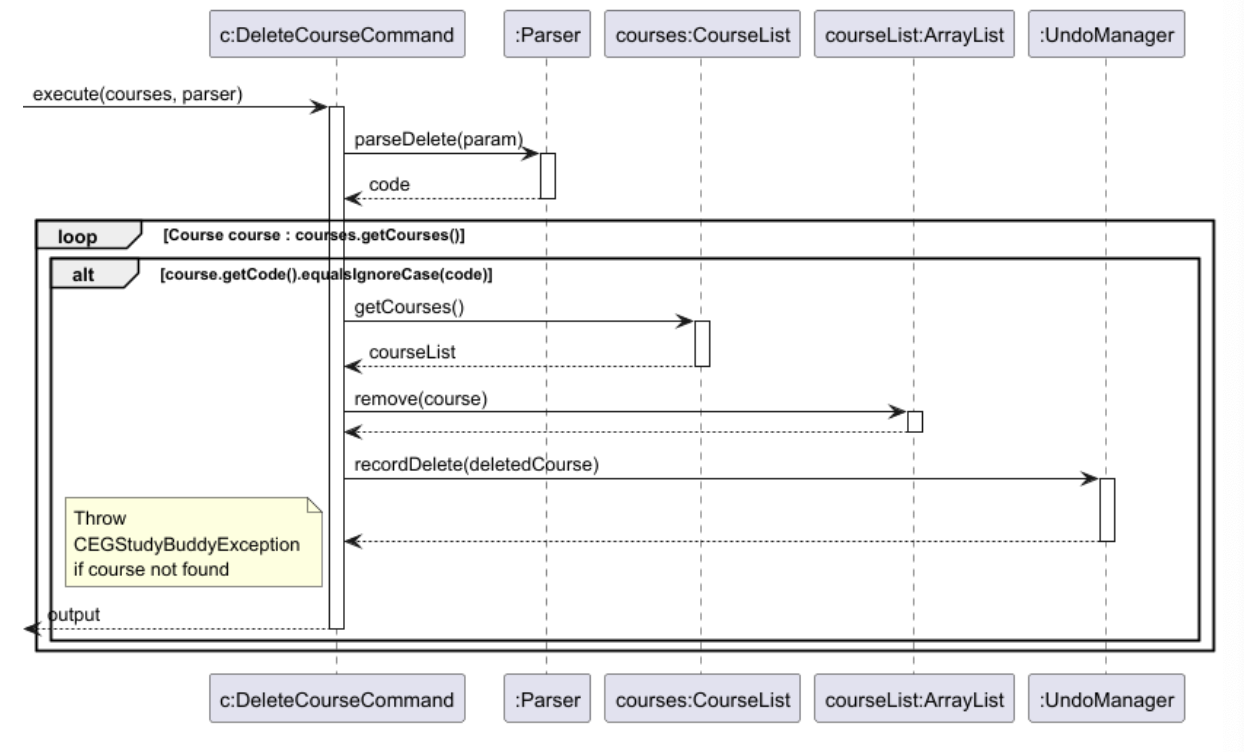 c:DeleteCourseCommand
:Parser
courses:CourseList
courseList:ArrayList
:UndoManager
execute(courses, parser)
parseDelete(param)
code
loop
[Course course : courses.getCourses()]
alt
[course.getCode().equalsIgnoreCase(code)]
getCourses()
courseList
remove(course)
recordDelete(deletedCourse)
Throw
CEGStudyBuddyException
if course not found
output
c:DeleteCourseCommand
:Parser
courses:CourseList
courseList:ArrayList
:UndoManager